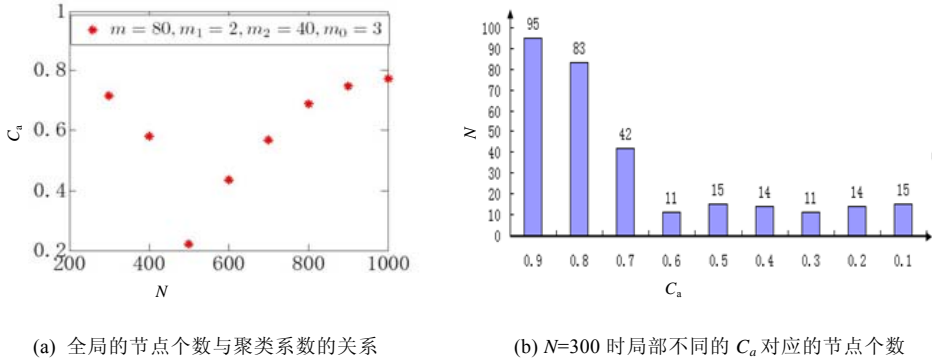 1
m = 80, m₁ = 2, m₂ = 40, m₀ = 3
0.8
0.6
0.4
0.2
Cₐ
200 400 600 800 1000
N
N
100
90
80
70
60
50
40
30
20
10
0
95 83 42 11 15 14 11 14 15
0.9 0.8 0.7 0.6 0.5 0.4 0.3 0.2 0.1
Cₐ
(a) 全局的节点个数与聚类系数的关系
(b) N=300 时局部不同的 Cₐ 对应的节点个数